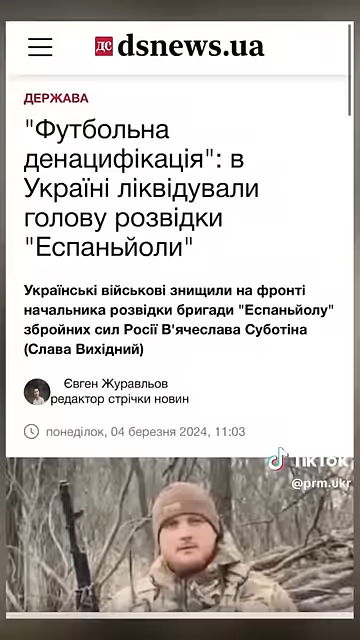 ДС dsnews.ua
ДЕРЖАВА
"Футбольна
денацифікація": в
Україні ліквідували
голову розвідки
"Еспаньйоли"
Українські військові знищили на фронті
начальника розвідки бригади "Еспаньйолу"
збройних сил Росії В'ячеслава Суботіна
(Слава Вихідний)
Євген Журавльов
редактор стрічки новин
понеділок, 04 березня 2024, 11:03
TikTok
@prm.ukr